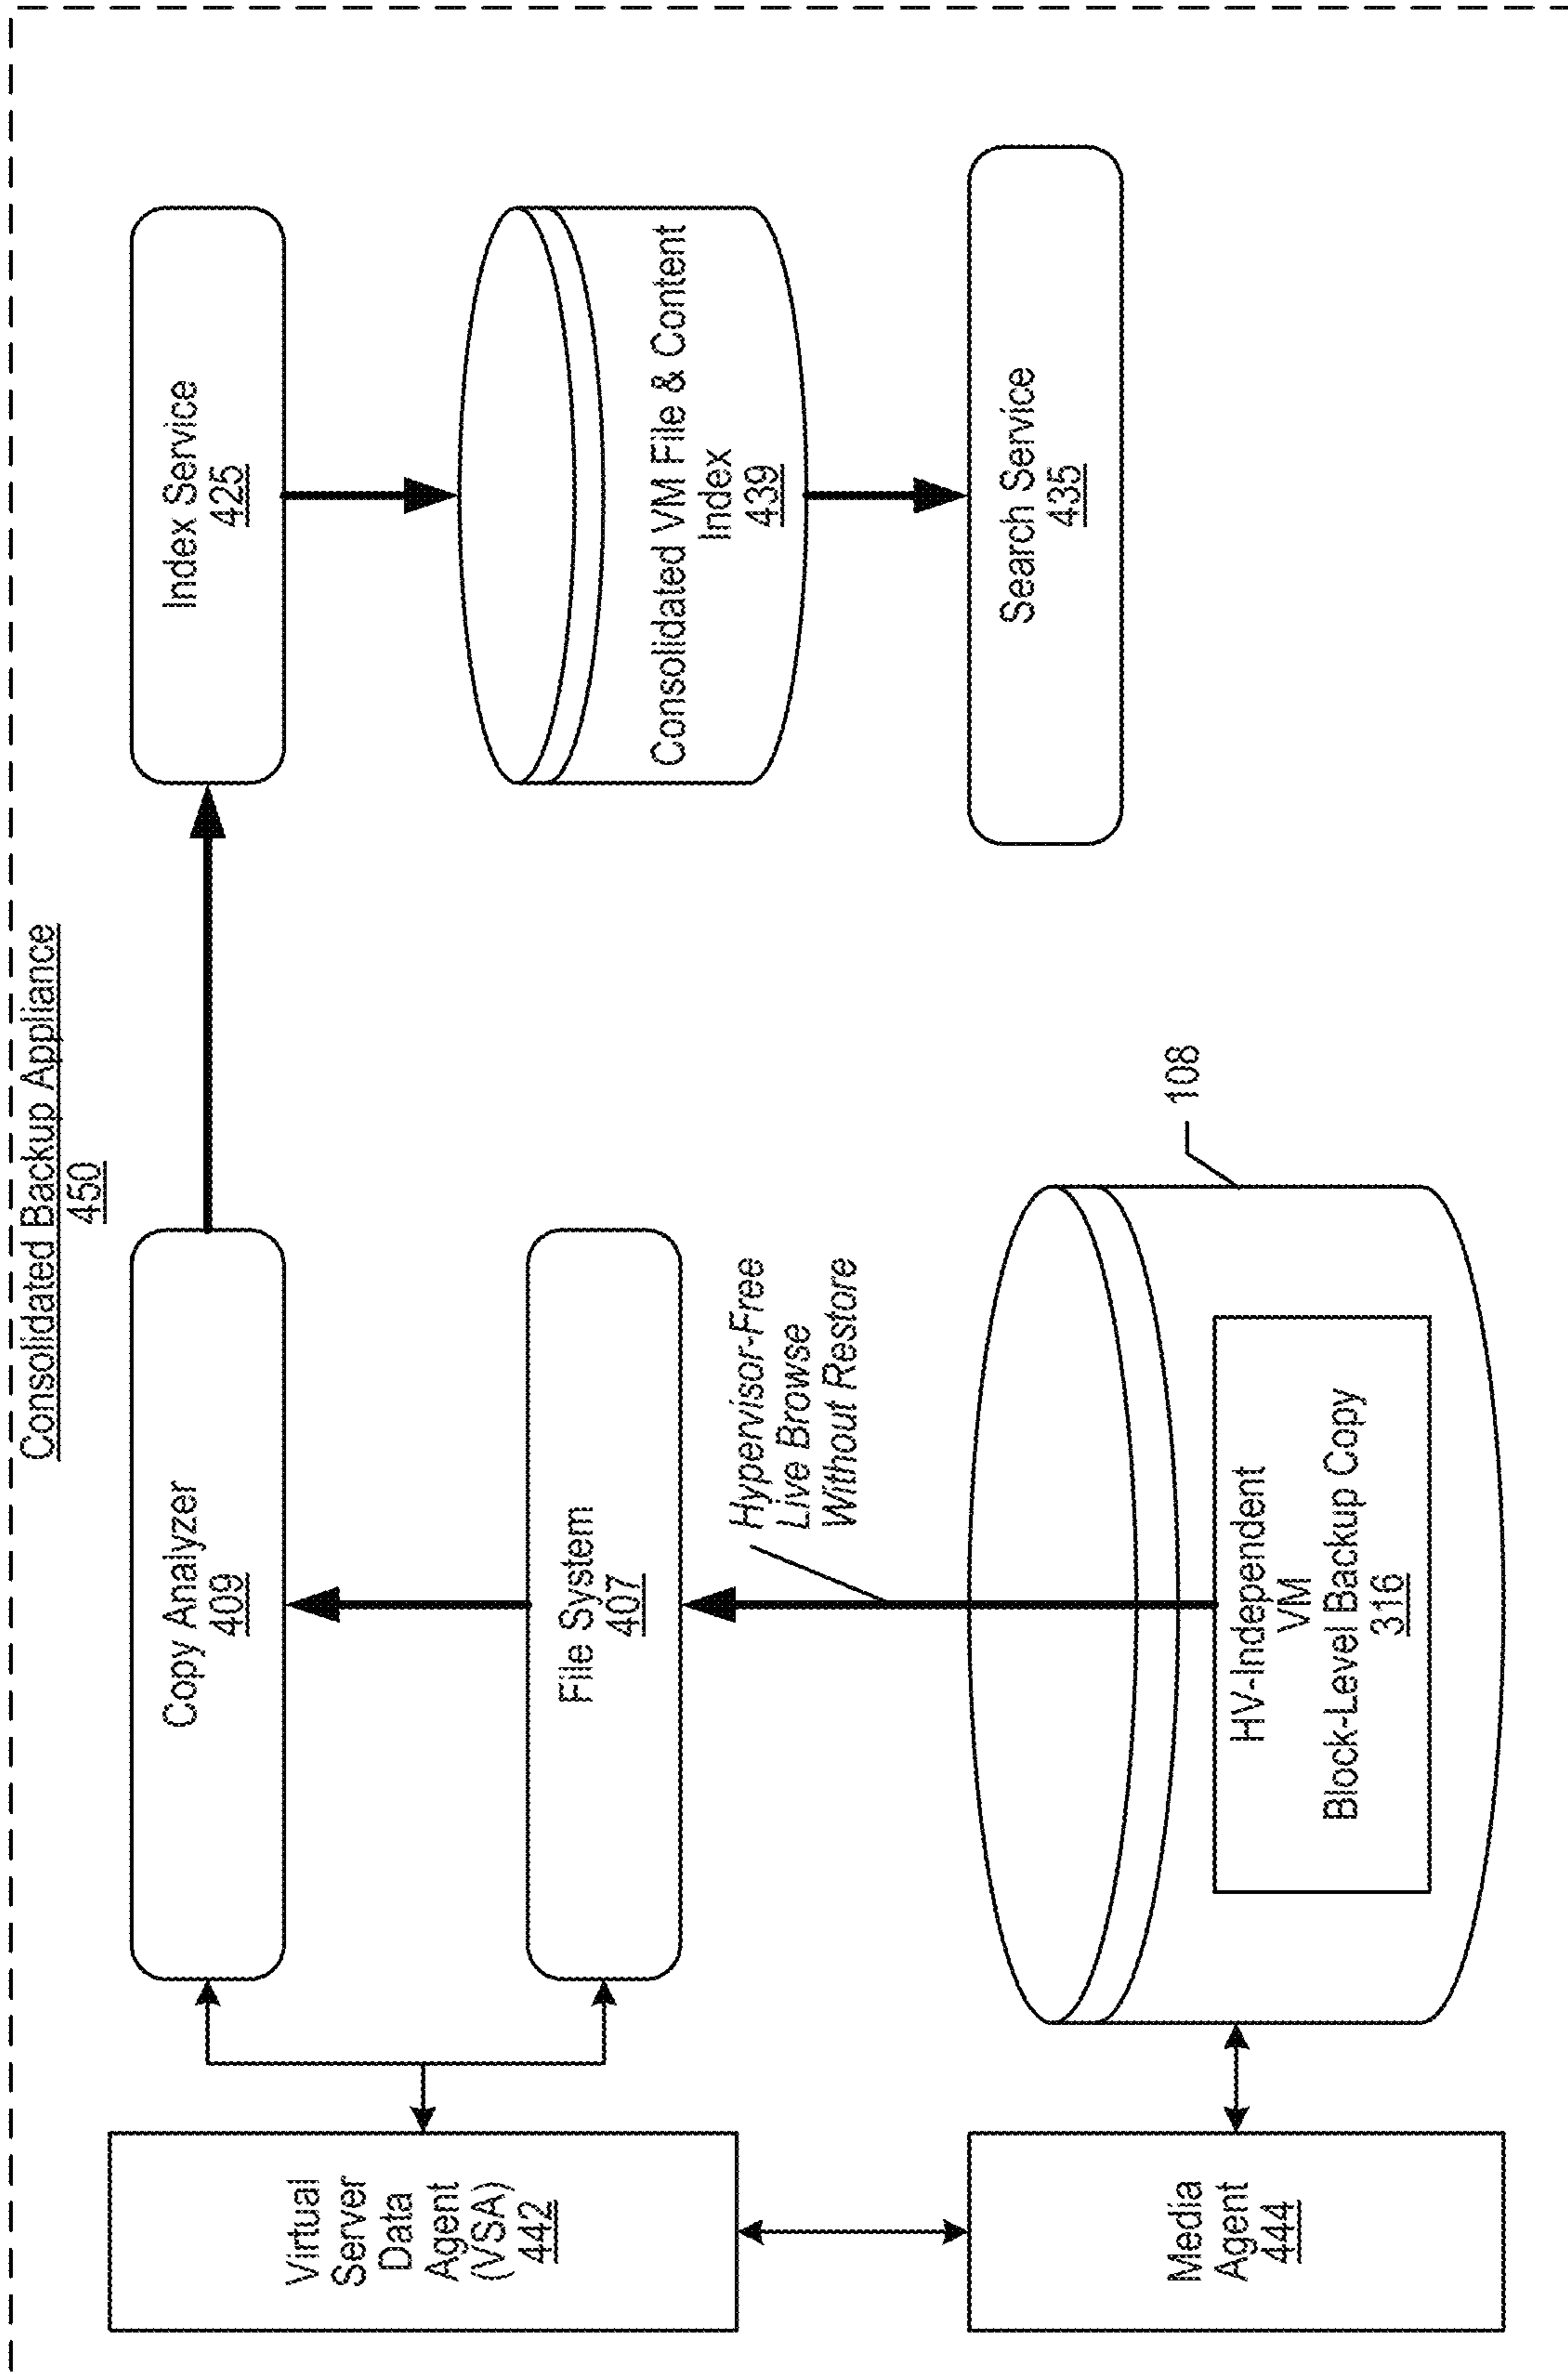 Consolidated Backup Appliance
450
Virtual
Server
Data
Agent
(VSA)
442
Copy Analyzer
409
Index Service
425
File System
407
Consolidated VM File & Content
Index
439
Hypervisor-Free
Live Browse
Without Restore
Media
Agent
444
HV-Independent
VM
Block-Level Backup Copy
316
108
Search Service
435